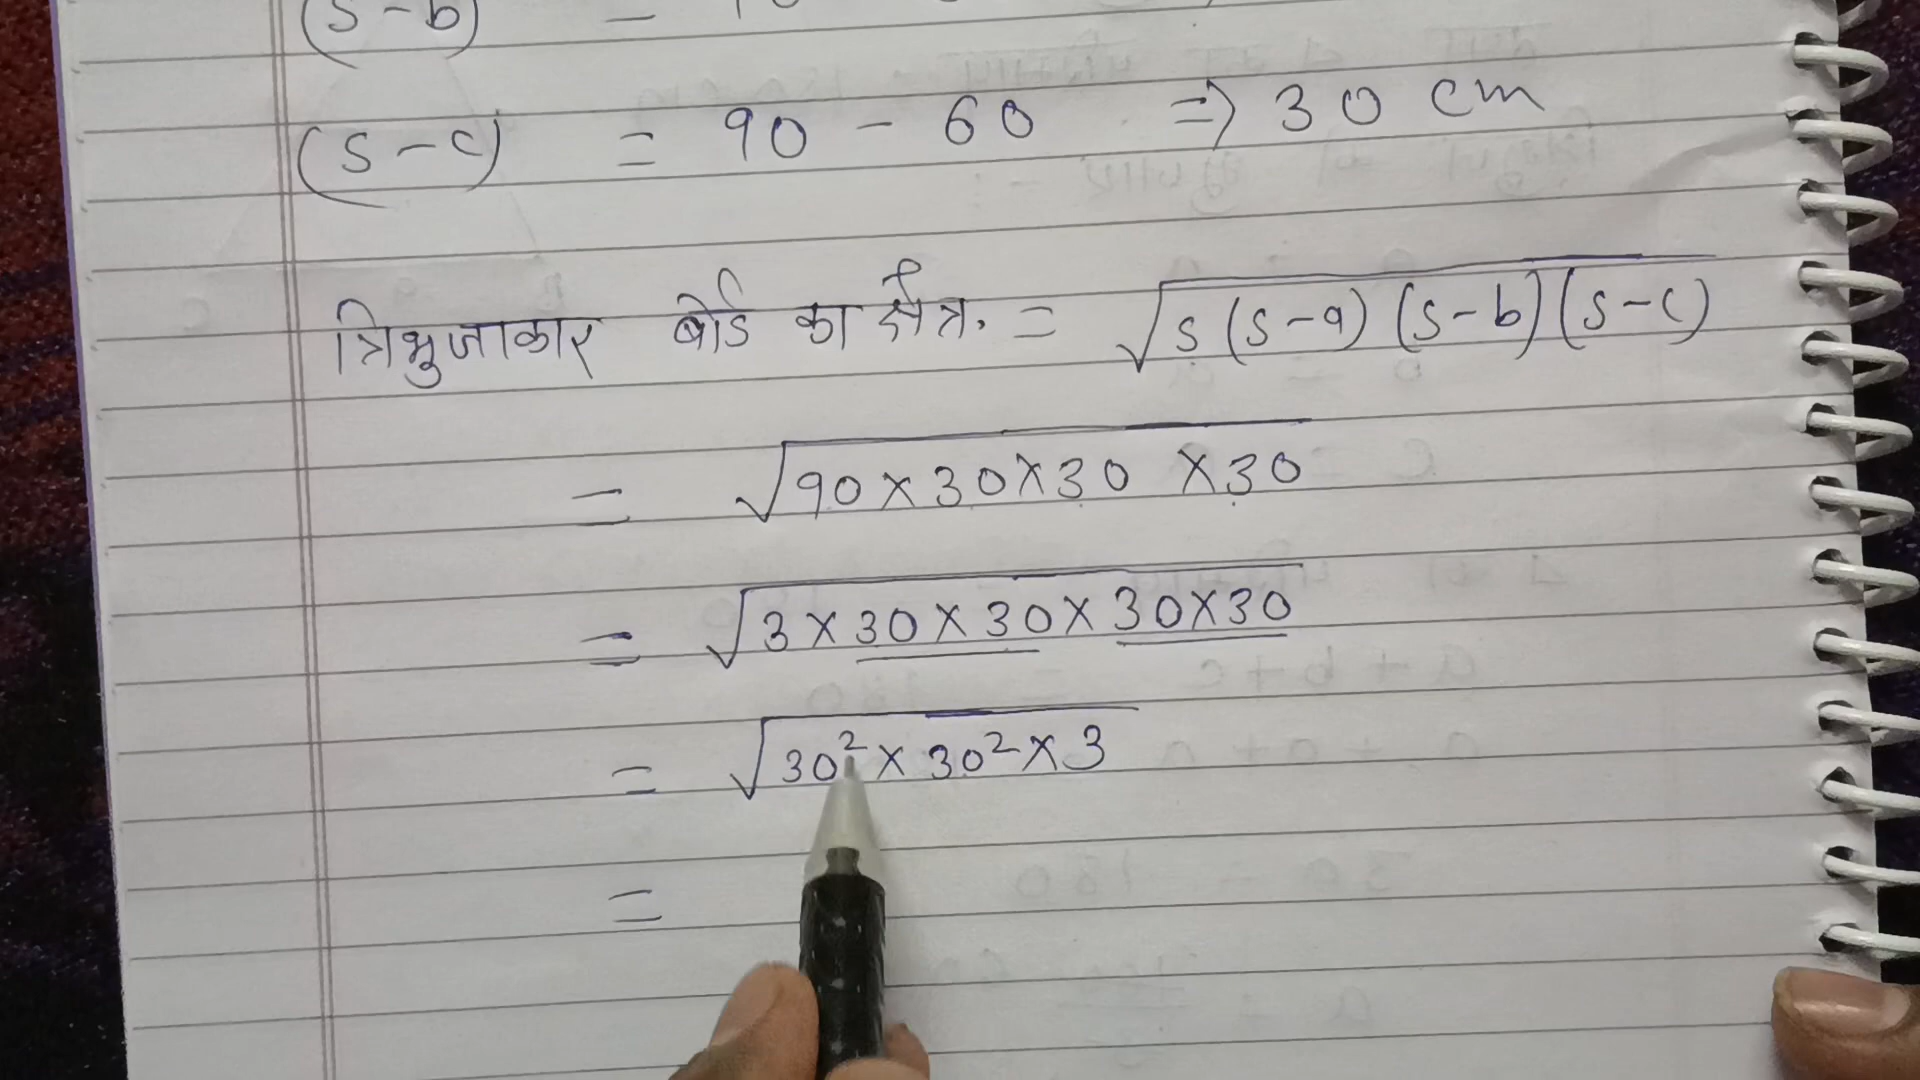 (s-b) =
(s-c) = 90 - 60 => 30 cm
त्रिभुजाकार बोर्ड का क्षेत्र. = √s(s-a)(s-b)(s-c)
= √90×30×30×30
= √3×30×30×30×30
= √30²×30²×3
=